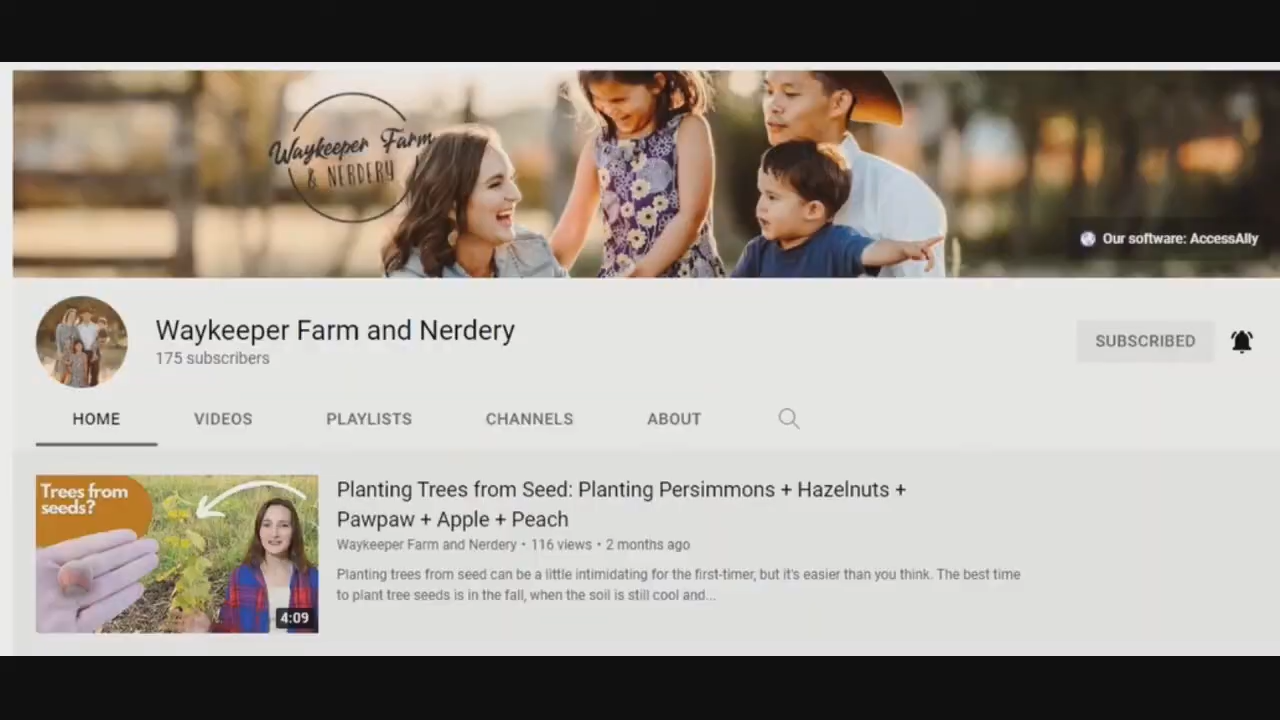 Waykeeper Farm
& NERDERY
Our software: AccessAlly
Waykeeper Farm and Nerdery
175 subscribers
SUBSCRIBED
HOME VIDEOS PLAYLISTS CHANNELS ABOUT
Trees from
seeds?
4:09
Planting Trees from Seed: Planting Persimmons + Hazelnuts +
Pawpaw + Apple + Peach
Waykeeper Farm and Nerdery • 116 views • 2 months ago
Planting trees from seed can be a little intimidating for the first-timer, but it's easier than you think. The best time
to plant tree seeds is in the fall, when the soil is still cool and...